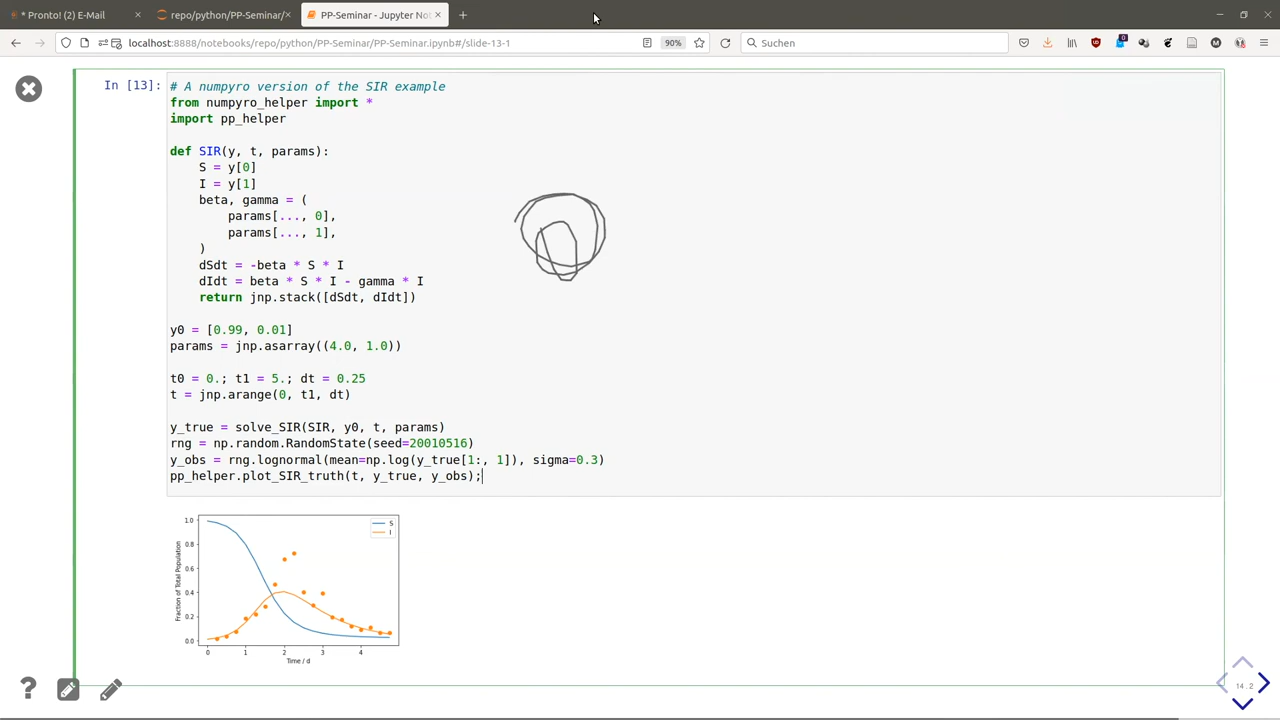 * Pronto! (2) E-Mail
repo/python/PP-Seminar/
PP-Seminar - Jupyter Not
localhost:8888/notebooks/repo/python/PP-Seminar/PP-Seminar.ipynb#/slide-13-1
90%
Suchen
0
M
In [13]:
# A numpyro version of the SIR example
from numpyro_helper import *
import pp_helper
def SIR(y, t, params):
    S = y[0]
    I = y[1]
    beta, gamma = (
        params[..., 0],
        params[..., 1],
    )
    dSdt = -beta * S * I
    dIdt = beta * S * I - gamma * I
    return jnp.stack([dSdt, dIdt])
y0 = [0.99, 0.01]
params = jnp.asarray((4.0, 1.0))
t0 = 0.; t1 = 5.; dt = 0.25
t = jnp.arange(0, t1, dt)
y_true = solve_SIR(SIR, y0, t, params)
rng = np.random.RandomState(seed=20010516)
y_obs = rng.lognormal(mean=np.log(y_true[1:, 1]), sigma=0.3)
pp_helper.plot_SIR_truth(t, y_true, y_obs);
1.0
0.8
0.6
0.4
0.2
0.0
Fraction of Total Population
S
I
0 1 2 3 4
Time / d
?
14.2